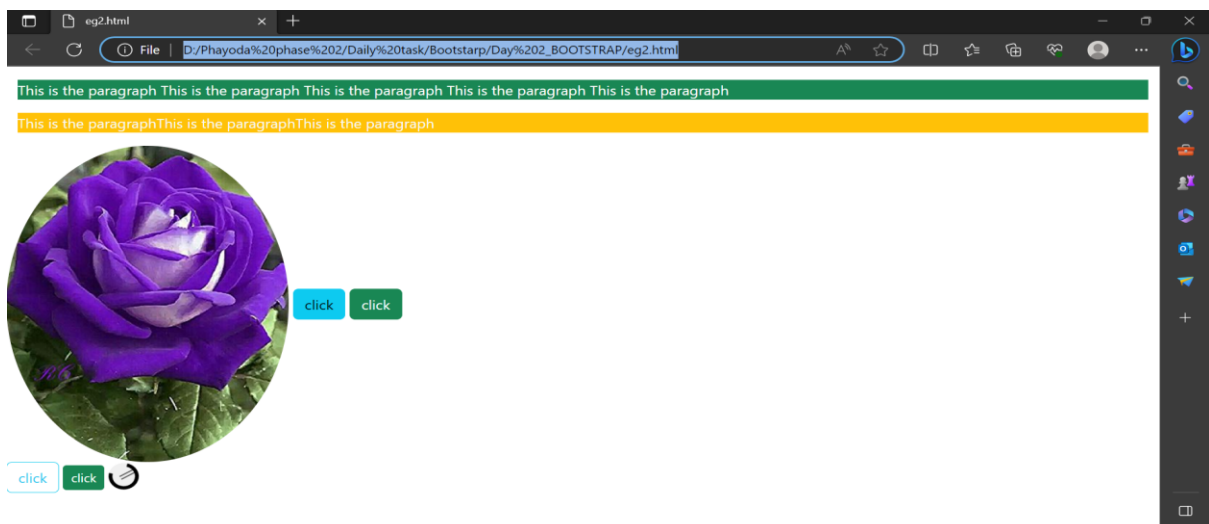 eg2.html
File
D:/Phayoda%20phase%202/Daily%20task/Bootstarp/Day%202_BOOTSTRAP/eg2.html
This is the paragraph This is the paragraph This is the paragraph This is the paragraph This is the paragraph
This is the paragraphThis is the paragraphThis is the paragraph
click click
click click